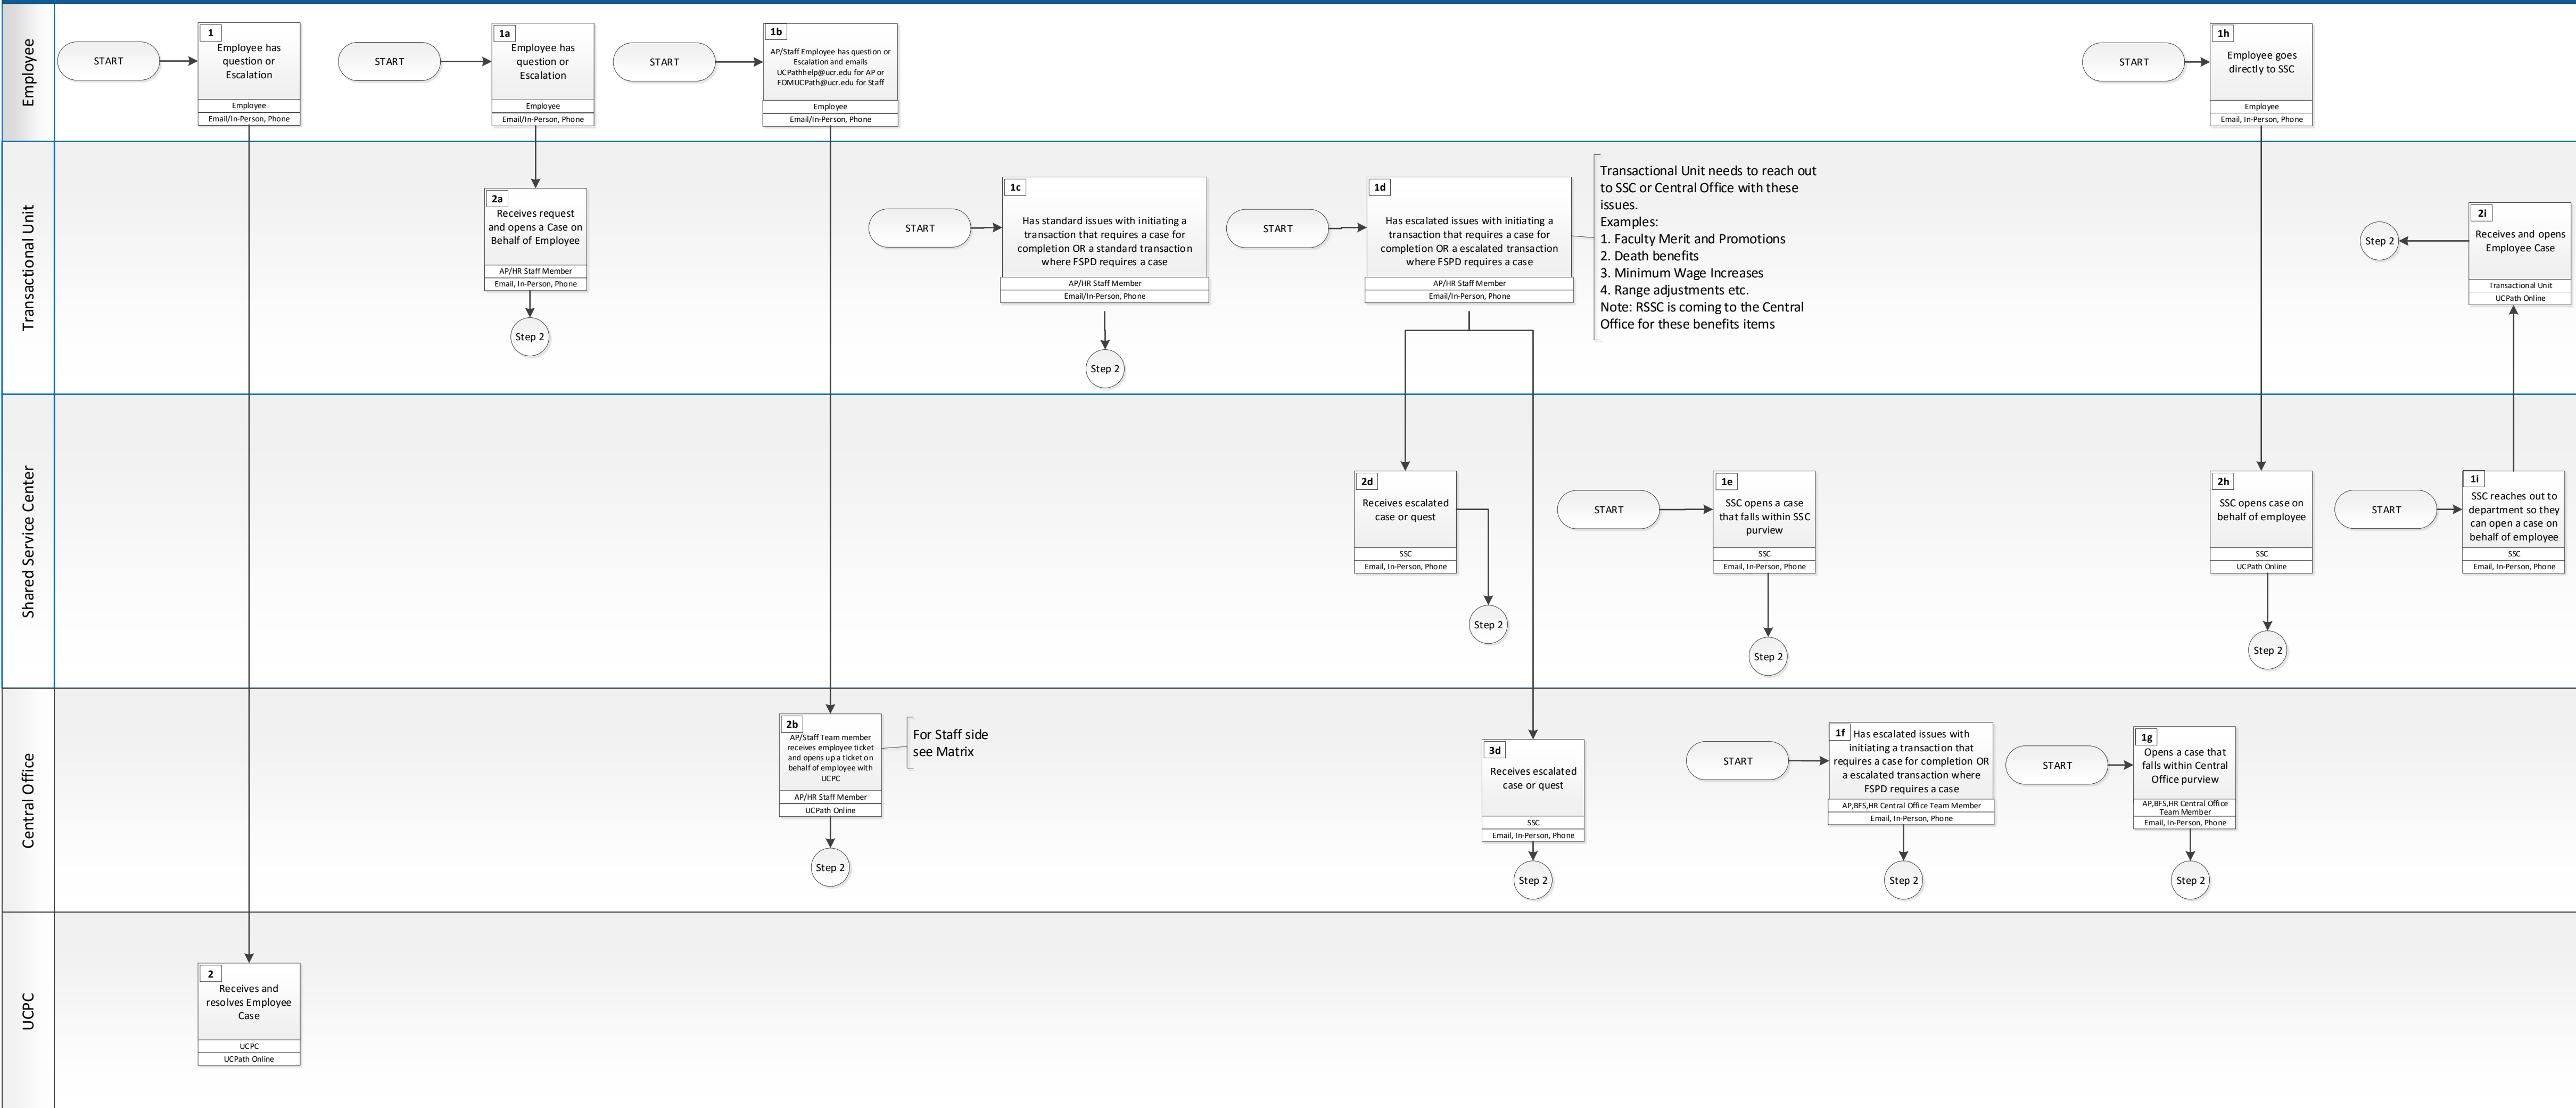 Employee
START
1
Employee has
question or
Escalation
Employee
Email/In-Person, Phone
START
1a
Employee has
question or
Escalation
Employee
Email/In-Person, Phone
START
1b
AP/Staff Employee has question or
Escalation and emails
UCPathhelp@ucr.edu for AP or
FOMUCPath@ucr.edu for Staff
Employee
Email/In-Person, Phone
START
1h
Employee goes
directly to SSC
Employee
Email, In-Person, Phone
Transactional Unit
2a
Receives request
and opens a Case on
Behalf of Employee
AP/HR Staff Member
Email, In-Person, Phone
Step 2
START
1c
Has standard issues with initiating a
transaction that requires a case for
completion OR a standard transaction
where FSPD requires a case
AP/HR Staff Member
Email/In-Person, Phone
Step 2
START
1d
Has escalated issues with initiating a
transaction that requires a case for
completion OR a escalated transaction
where FSPD requires a case
AP/HR Staff Member
Email/In-Person, Phone
Transactional Unit needs to reach out
to SSC or Central Office with these
issues.
Examples:
1. Faculty Merit and Promotions
2. Death benefits
3. Minimum Wage Increases
4. Range adjustments etc.
Note: RSSC is coming to the Central
Office for these benefits items
Step 2
2i
Receives and opens
Employee Case
Transactional Unit
UCPath Online
Shared Service Center
2d
Receives escalated
case or quest
SSC
Email, In-Person, Phone
Step 2
START
1e
SSC opens a case
that falls within SSC
purview
SSC
Email, In-Person, Phone
Step 2
2h
SSC opens case on
behalf of employee
SSC
UCPath Online
Step 2
START
1i
SSC reaches out to
department so they
can open a case on
behalf of employee
SSC
Email, In-Person, Phone
Central Office
2b
AP/Staff Team member
receives employee ticket
and opens up a ticket on
behalf of employee with
UCPC
AP/HR Staff Member
UCPath Online
Step 2
For Staff side
see Matrix
3d
Receives escalated
case or quest
SSC
Email, In-Person, Phone
Step 2
START
1f
Has escalated issues with
initiating a transaction that
requires a case for completion OR
a escalated transaction where
FSPD requires a case
AP,BFS,HR Central Office Team Member
Email, In-Person, Phone
Step 2
START
1g
Opens a case that
falls within Central
Office purview
AP,BFS,HR Central Office
Team Member
Email, In-Person, Phone
Step 2
UCPC
2
Receives and
resolves Employee
Case
UCPC
UCPath Online